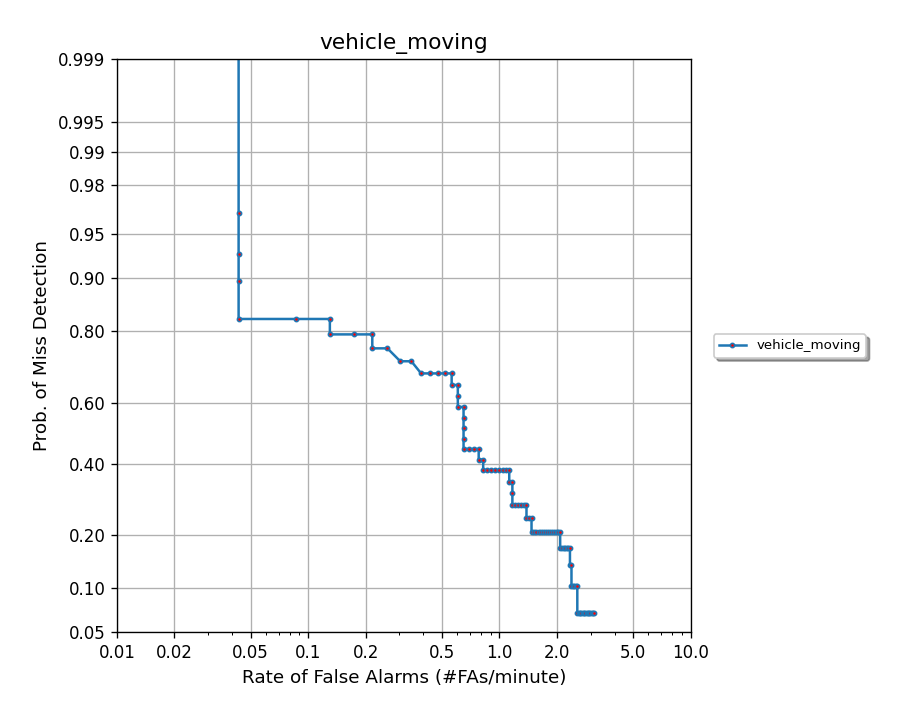 vehicle_moving
0.999
0.995
0.99
0.98
0.95
0.90
0.80
0.60
0.40
0.20
0.10
0.05
Prob. of Miss Detection
0.01 0.02 0.05 0.1 0.2 0.5 1.0 2.0 5.0 10.0
Rate of False Alarms (#FAs/minute)
vehicle_moving